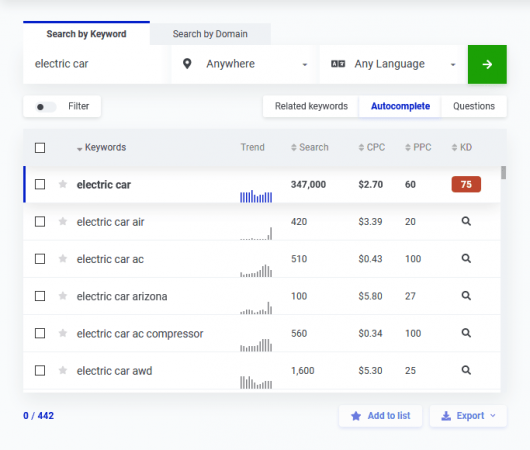 Search by Keyword Search by Domain
electric car Anywhere Any Language
Filter Related keywords Autocomplete Questions
Keywords Trend Search CPC PPC KD
electric car 347,000 $2.70 60 75
electric car air 420 $3.39 20
electric car ac 510 $0.43 100
electric car arizona 100 $5.80 27
electric car ac compressor 560 $0.34 100
electric car awd 1,600 $5.30 25
0 / 442 Add to list Export